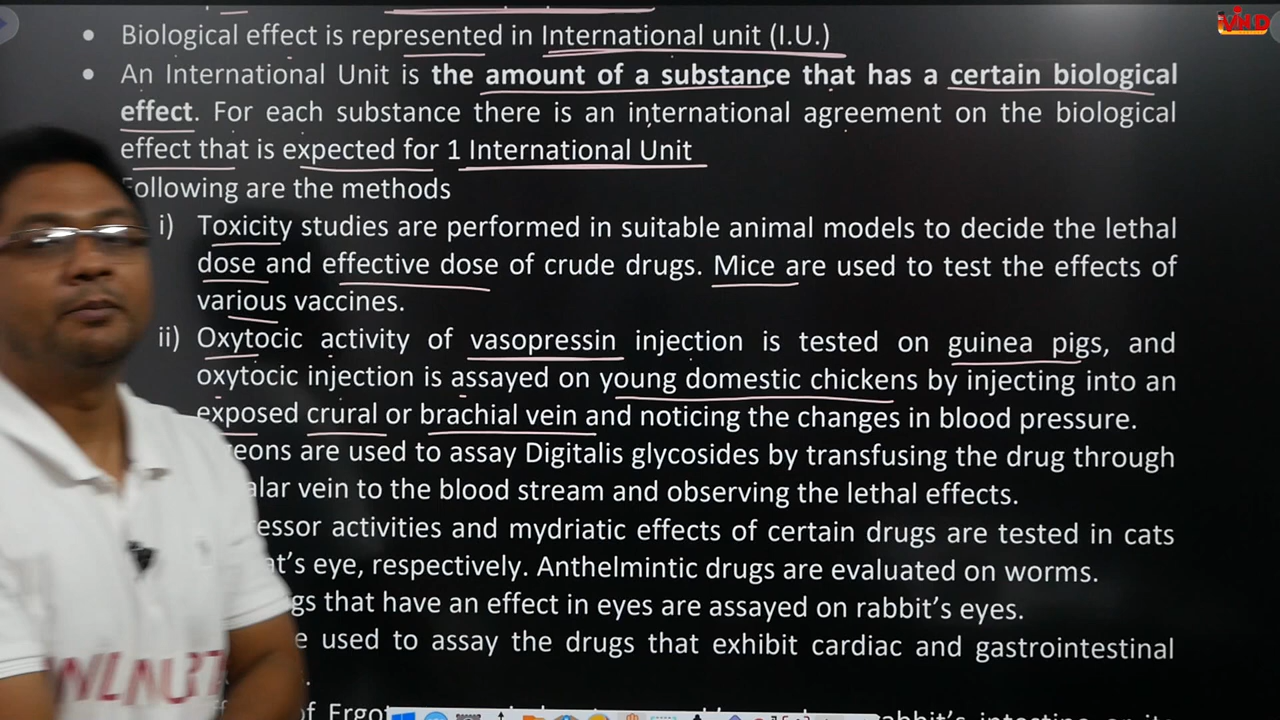 Biological effect is represented in International unit (I.U.)
An International Unit is the amount of a substance that has a certain biological
effect. For each substance there is an international agreement on the biological
effect that is expected for 1 International Unit
Following are the methods
i) Toxicity studies are performed in suitable animal models to decide the lethal
dose and effective dose of crude drugs. Mice are used to test the effects of
various vaccines.
ii) Oxytocic activity of vasopressin injection is tested on guinea pigs, and
oxytocic injection is assayed on young domestic chickens by injecting into an
exposed crural or brachial vein and noticing the changes in blood pressure.
eons are used to assay Digitalis glycosides by transfusing the drug through
alar vein to the blood stream and observing the lethal effects.
essor activities and mydriatic effects of certain drugs are tested in cats
at's eye, respectively. Anthelmintic drugs are evaluated on worms.
gs that have an effect in eyes are assayed on rabbit's eyes.
e used to assay the drugs that exhibit cardiac and gastrointestinal